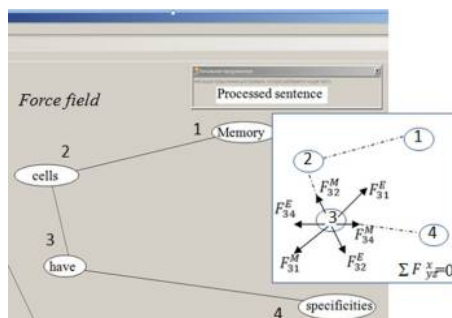 Processed sentence
Force field
1 Memory
2
cells
3
have
4 specificities
1
2
F^M_32 F^E_31
F^E_34 3 4
F^M_34
F^M_31 F^E_32
∑ F^x_yz=0